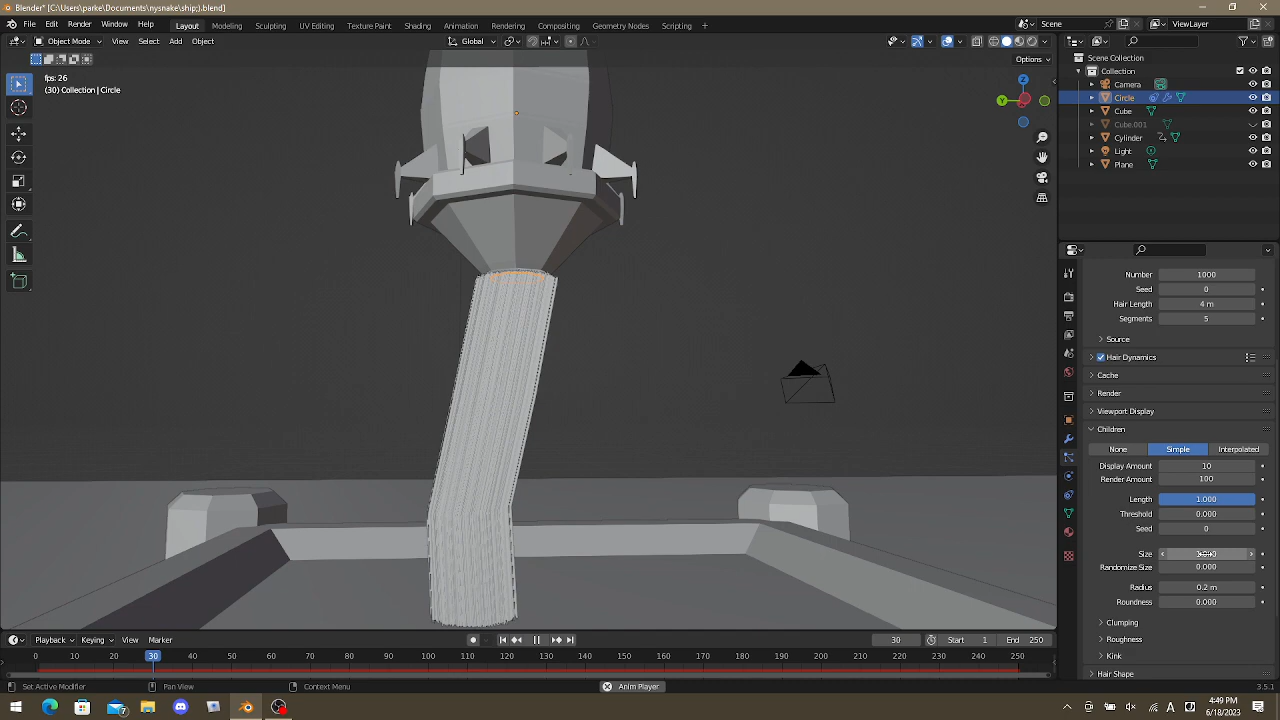 Blender* [C:\Users\parke\Documents\nysnake\ship;).blend]
File Edit Render Window Help Layout Modeling Sculpting UV Editing Texture Paint Shading Animation Rendering Compositing Geometry Nodes Scripting + Scene ViewLayer
Object Mode View Select Add Object Global
Options
fps: 26
(30) Collection | Circle
Y
Scene Collection
Collection
Camera
Circle
Cube
Cube.001
Cylinder
Light
Plane
Number 1000
Seed 0
Hair Length 4 m
Segments 5
Source
Hair Dynamics
Cache
Render
Viewport Display
Children
None Simple Interpolated
Display Amount 10
Render Amount 100
Length 1.000
Threshold 0.000
Seed 0
Size
Randomize Size 0.000
Radius 0.2 m
Roundness 0.000
Clumping
Roughness
Kink
Hair Shape
Playback Keying View Marker 30 Start 1 End 250
0 10 20 30 40 50 60 70 80 90 100 110 120 130 140 150 160 170 180 190 200 210 220 230 240 250
Set Active Modifier Pan View Context Menu Anim Player 3.5.1
7
A
4:49 PM
6/18/2023